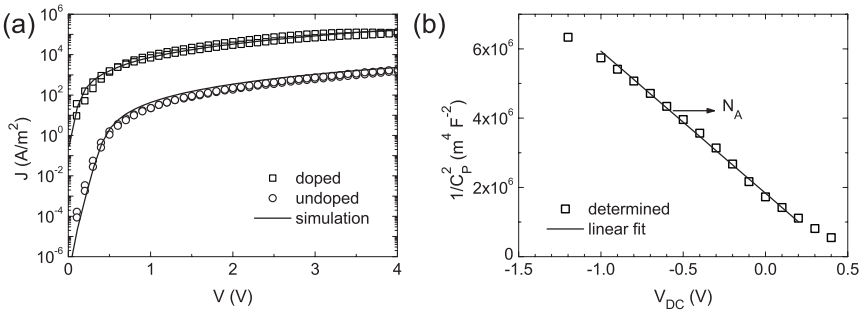 (a)
10^6
10^4
10^2
10^0
10^-2
10^-4
10^-6
J (A/m^2)
doped
undoped
simulation
0 1 2 3 4
V (V)
(b)
6x10^6
4x10^6
2x10^6
0
1/C_P^2 (m^4 F^-2)
N_A
determined
linear fit
-1.5 -1.0 -0.5 0.0 0.5
V_DC (V)